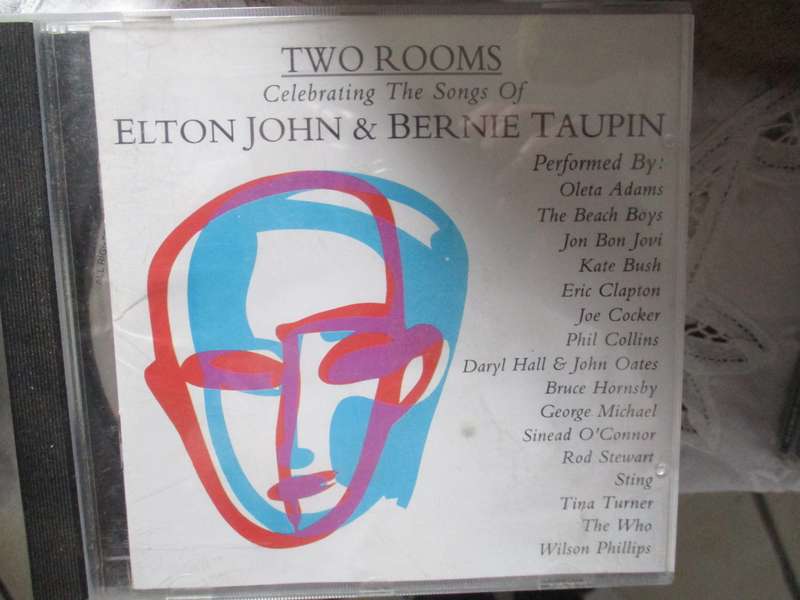 TWO ROOMS
Celebrating The Songs Of
ELTON JOHN & BERNIE TAUPIN
Performed By:
Oleta Adams
The Beach Boys
Jon Bon Jovi
Kate Bush
Eric Clapton
Joe Cocker
Phil Collins
Daryl Hall & John Oates
Bruce Hornsby
George Michael
Sinead O'Connor
Rod Stewart
Sting
Tina Turner
The Who
Wilson Phillips
ALL RIG